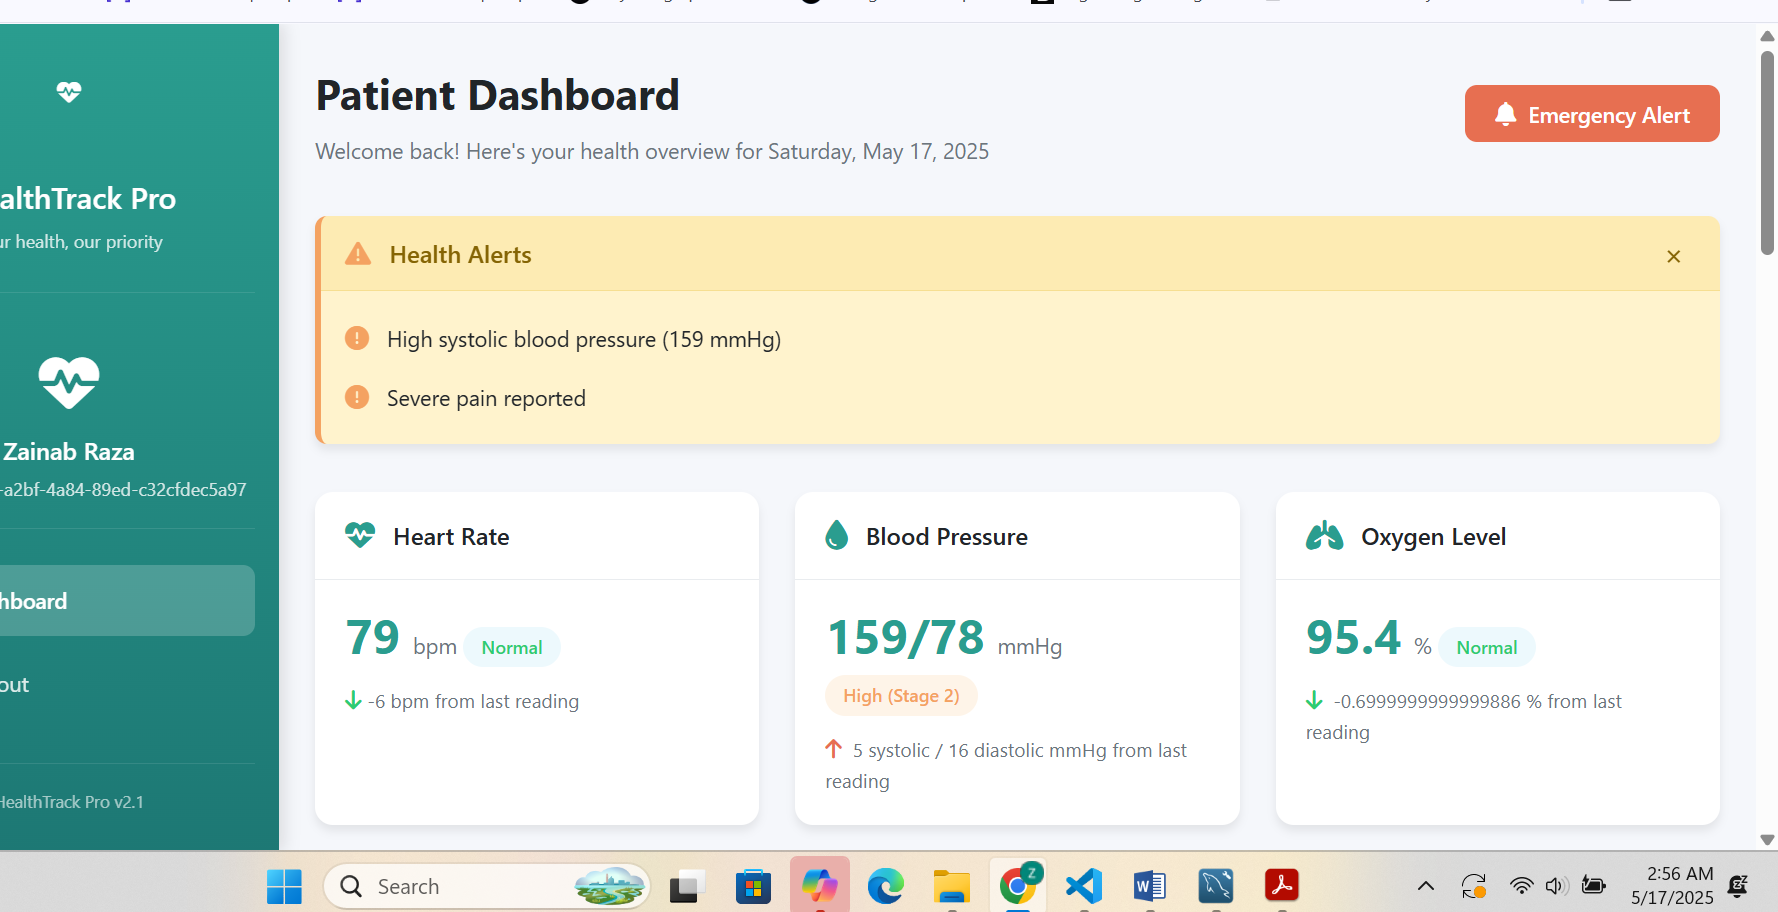 Patient Dashboard
Emergency Alert
Welcome back! Here's your health overview for Saturday, May 17, 2025
althTrack Pro
ur health, our priority
Health Alerts
High systolic blood pressure (159 mmHg)
Severe pain reported
Zainab Raza
-a2bf-4a84-89ed-c32cfdec5a97
hboard
out
HealthTrack Pro v2.1
Heart Rate
79 bpm Normal
-6 bpm from last reading
Blood Pressure
159/78 mmHg
High (Stage 2)
5 systolic / 16 diastolic mmHg from last
reading
Oxygen Level
95.4 % Normal
-0.6999999999999886 % from last
reading
Search
Z
2:56 AM
5/17/2025